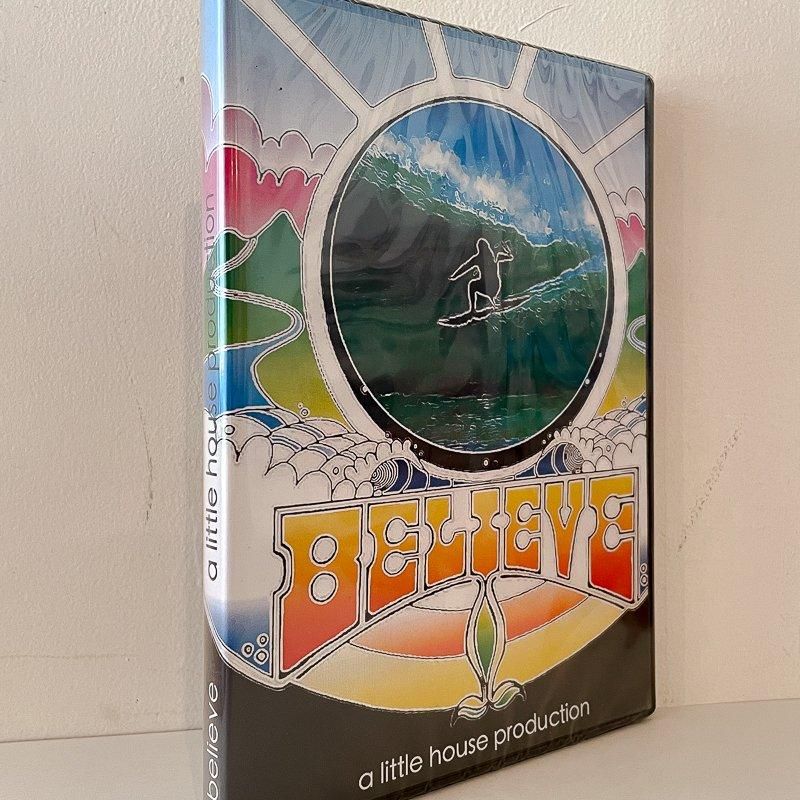 BELIEVE
a little house production
believe
a little house production